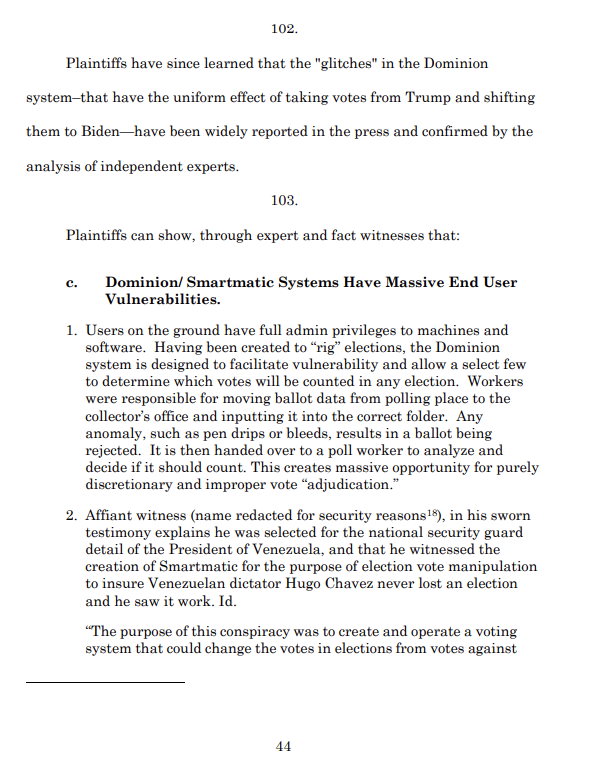 102.
Plaintiffs have since learned that the "glitches" in the Dominion
system–that have the uniform effect of taking votes from Trump and shifting
them to Biden—have been widely reported in the press and confirmed by the
analysis of independent experts.
103.
Plaintiffs can show, through expert and fact witnesses that:
c. Dominion/ Smartmatic Systems Have Massive End User
Vulnerabilities.
1. Users on the ground have full admin privileges to machines and
software. Having been created to “rig” elections, the Dominion
system is designed to facilitate vulnerability and allow a select few
to determine which votes will be counted in any election. Workers
were responsible for moving ballot data from polling place to the
collector’s office and inputting it into the correct folder. Any
anomaly, such as pen drips or bleeds, results in a ballot being
rejected. It is then handed over to a poll worker to analyze and
decide if it should count. This creates massive opportunity for purely
discretionary and improper vote “adjudication.”
2. Affiant witness (name redacted for security reasons¹⁸), in his sworn
testimony explains he was selected for the national security guard
detail of the President of Venezuela, and that he witnessed the
creation of Smartmatic for the purpose of election vote manipulation
to insure Venezuelan dictator Hugo Chavez never lost an election
and he saw it work. Id.
“The purpose of this conspiracy was to create and operate a voting
system that could change the votes in elections from votes against
44